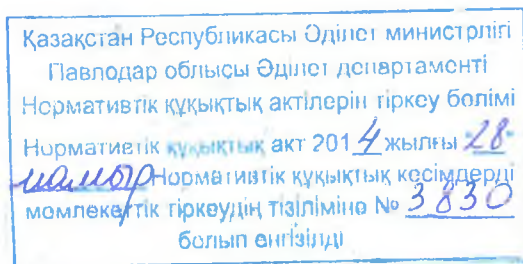 Қазақстан Республикасы Әділет министрлігі
Павлодар облысы Әділет департаменті
Нормативтік құқықтық актілерін тіркеу бөлімі
Нормативтік құқықтық акт 2014 жылғы "28"
мамыр Нормативтік құқықтық кесімдерді
мемлекеттік тіркеудің тізіліміне № 3830
болып енгізілді